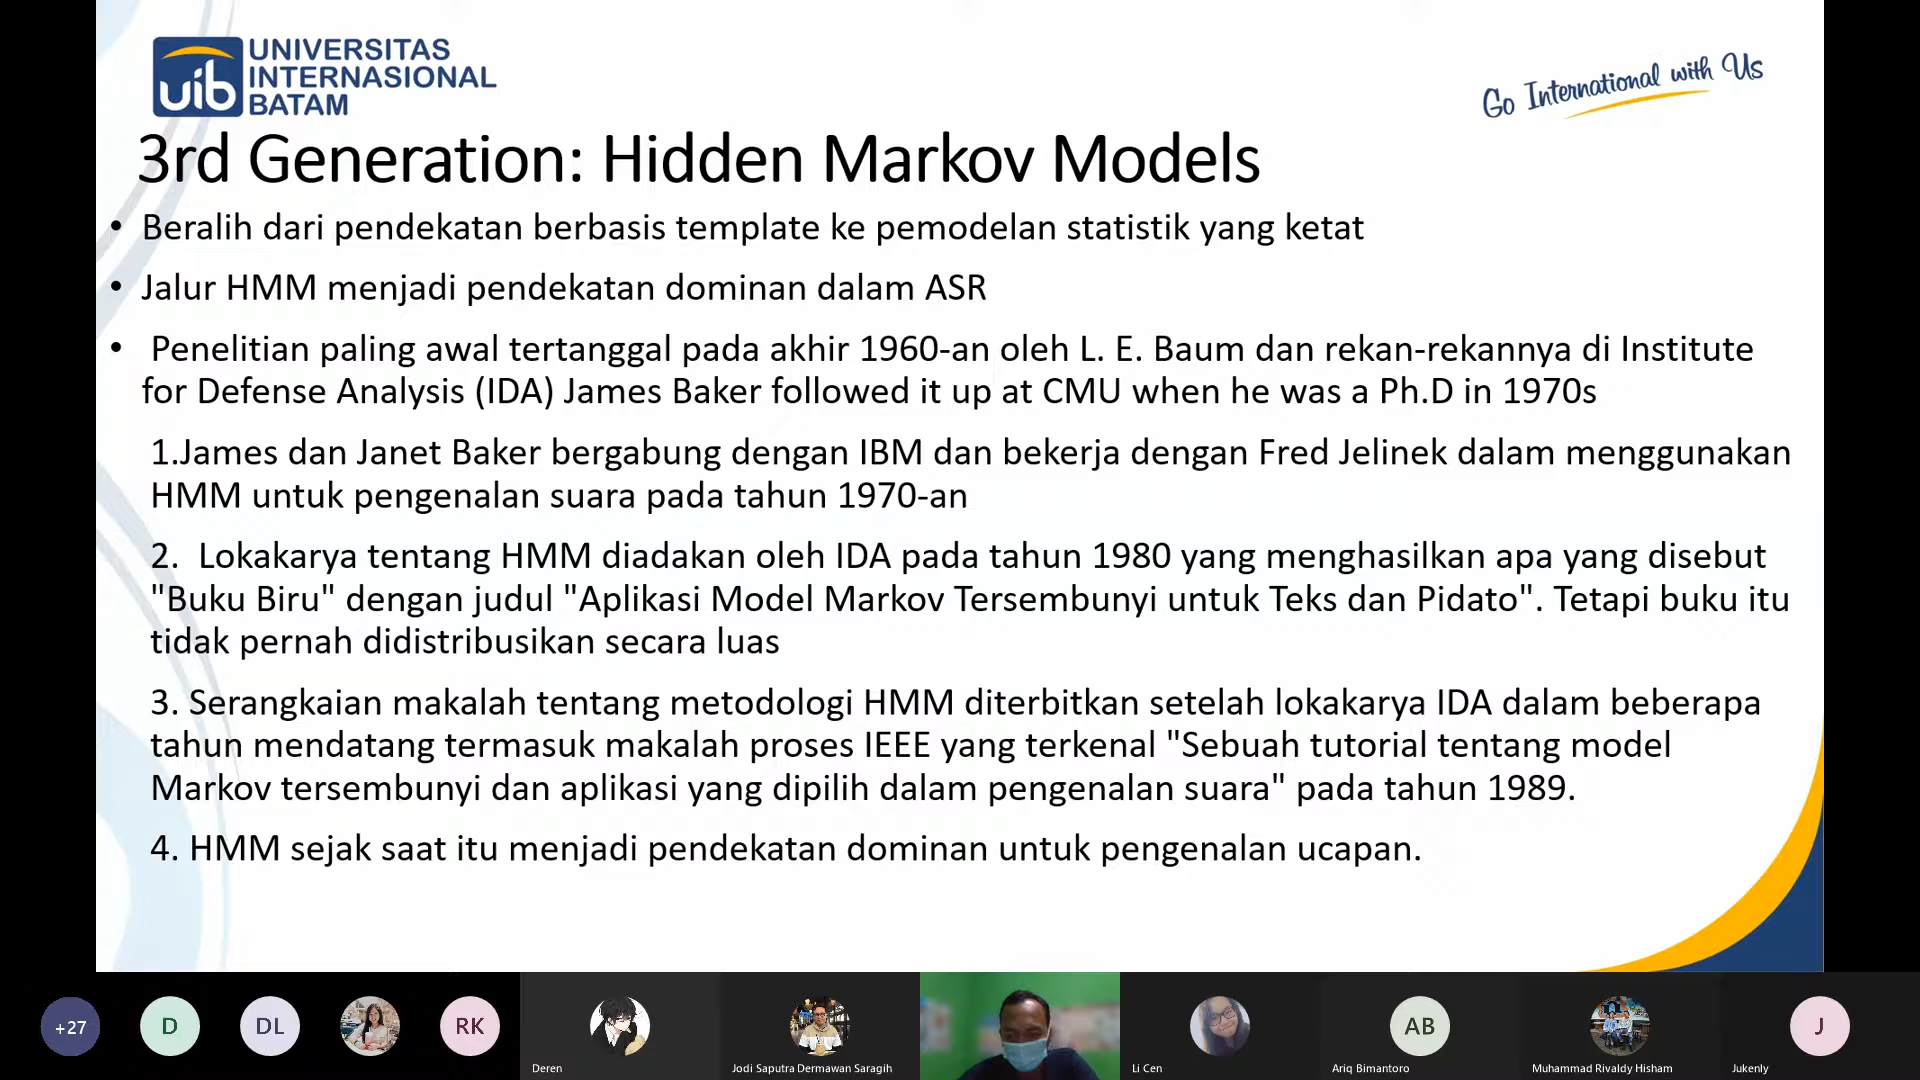 uib UNIVERSITAS
INTERNASIONAL
BATAM
Go International with Us
3rd Generation: Hidden Markov Models
• Beralih dari pendekatan berbasis template ke pemodelan statistik yang ketat
• Jalur HMM menjadi pendekatan dominan dalam ASR
• Penelitian paling awal tertanggal pada akhir 1960-an oleh L. E. Baum dan rekan-rekannya di Institute
for Defense Analysis (IDA) James Baker followed it up at CMU when he was a Ph.D in 1970s
1.James dan Janet Baker bergabung dengan IBM dan bekerja dengan Fred Jelinek dalam menggunakan
HMM untuk pengenalan suara pada tahun 1970-an
2. Lokakarya tentang HMM diadakan oleh IDA pada tahun 1980 yang menghasilkan apa yang disebut
"Buku Biru" dengan judul "Aplikasi Model Markov Tersembunyi untuk Teks dan Pidato". Tetapi buku itu
tidak pernah didistribusikan secara luas
3. Serangkaian makalah tentang metodologi HMM diterbitkan setelah lokakarya IDA dalam beberapa
tahun mendatang termasuk makalah proses IEEE yang terkenal "Sebuah tutorial tentang model
Markov tersembunyi dan aplikasi yang dipilih dalam pengenalan suara" pada tahun 1989.
4. HMM sejak saat itu menjadi pendekatan dominan untuk pengenalan ucapan.
+27 D DL RK AB J
Deren Jodi Saputra Dermawan Saragih Li Cen Ariq Bimantoro Muhammad Rivaldy Hisham Jukenly